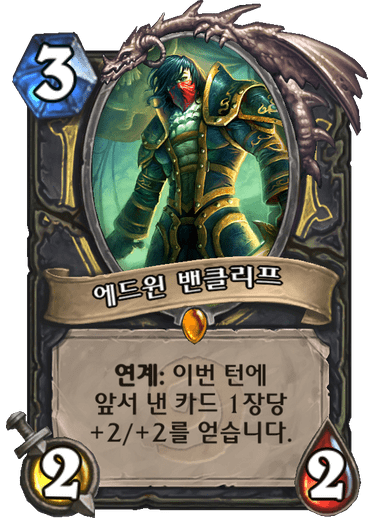 3
에드윈 밴클리프
연계: 이번 턴에
앞서 낸 카드 1장당
+2/+2를 얻습니다.
2
2